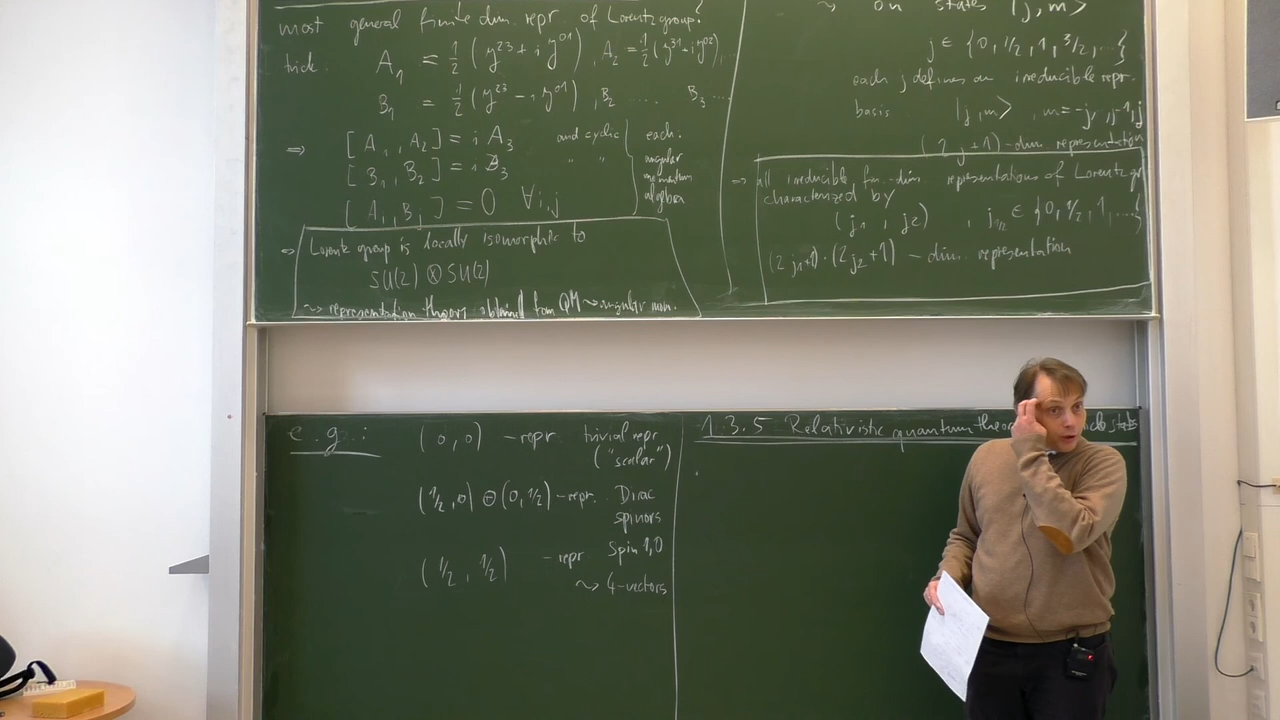 most general finite dim. repr. of Lorentz group?
trick: A₁ = ½ (J²³ + i J⁰¹), A₂ = ½ (J³¹ + i J⁰²), ...
B₁ = ½ (J²³ - i J⁰¹), B₂ .... B₃ ...
⇒ [A₁, A₂] = i A₃ and cyclic
[B₁, B₂] = i B₃ " "
[A_i, B_j] = 0 ∀ i,j
each:
angular
momentum
algebra
⇒ Lorentz group is locally isomorphic to
SU(2) ⊗ SU(2)
⇝ representation theory obtained from QM ⇝ angular mom.
⇝ on states |j, m>
j ∈ {0, 1/2, 1, 3/2, ...}
each j defines an irreducible repr.
basis |j, m>, m = -j, j-1, j
(2j+1)-dim representation
⇒ all irreducible fin.-dim representations of Lorentz gr
characterized by
(j₁, j₂), j₁,₂ ∈ {0, 1/2, 1, ...}
(2j₁+1)·(2j₂+1) - dim. representation
e.g. (0,0) - repr. trivial repr
("scalar")
(1/2, 0) ⊕ (0, 1/2) - repr. Dirac
spinors
(1/2, 1/2) - repr Spin 1,0
⇝ 4-vectors
1.3.5 Relativistic quantum